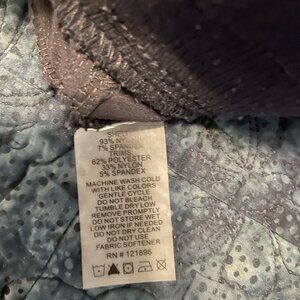 SHELL
93% NYLON
7% SPANDEX
TRIMS
62% POLYESTER
33% NYLON
5% SPANDEX
MACHINE WASH COLD
WITH LIKE COLORS
GENTLE CYCLE
DO NOT BLEACH
TUMBLE DRY LOW
REMOVE PROMPTLY
DO NOT STORE WET
LOW IRON IF NEEDED
DO NOT DRY CLEAN
DO NOT USE
FABRIC SOFTENER
RN # 121896